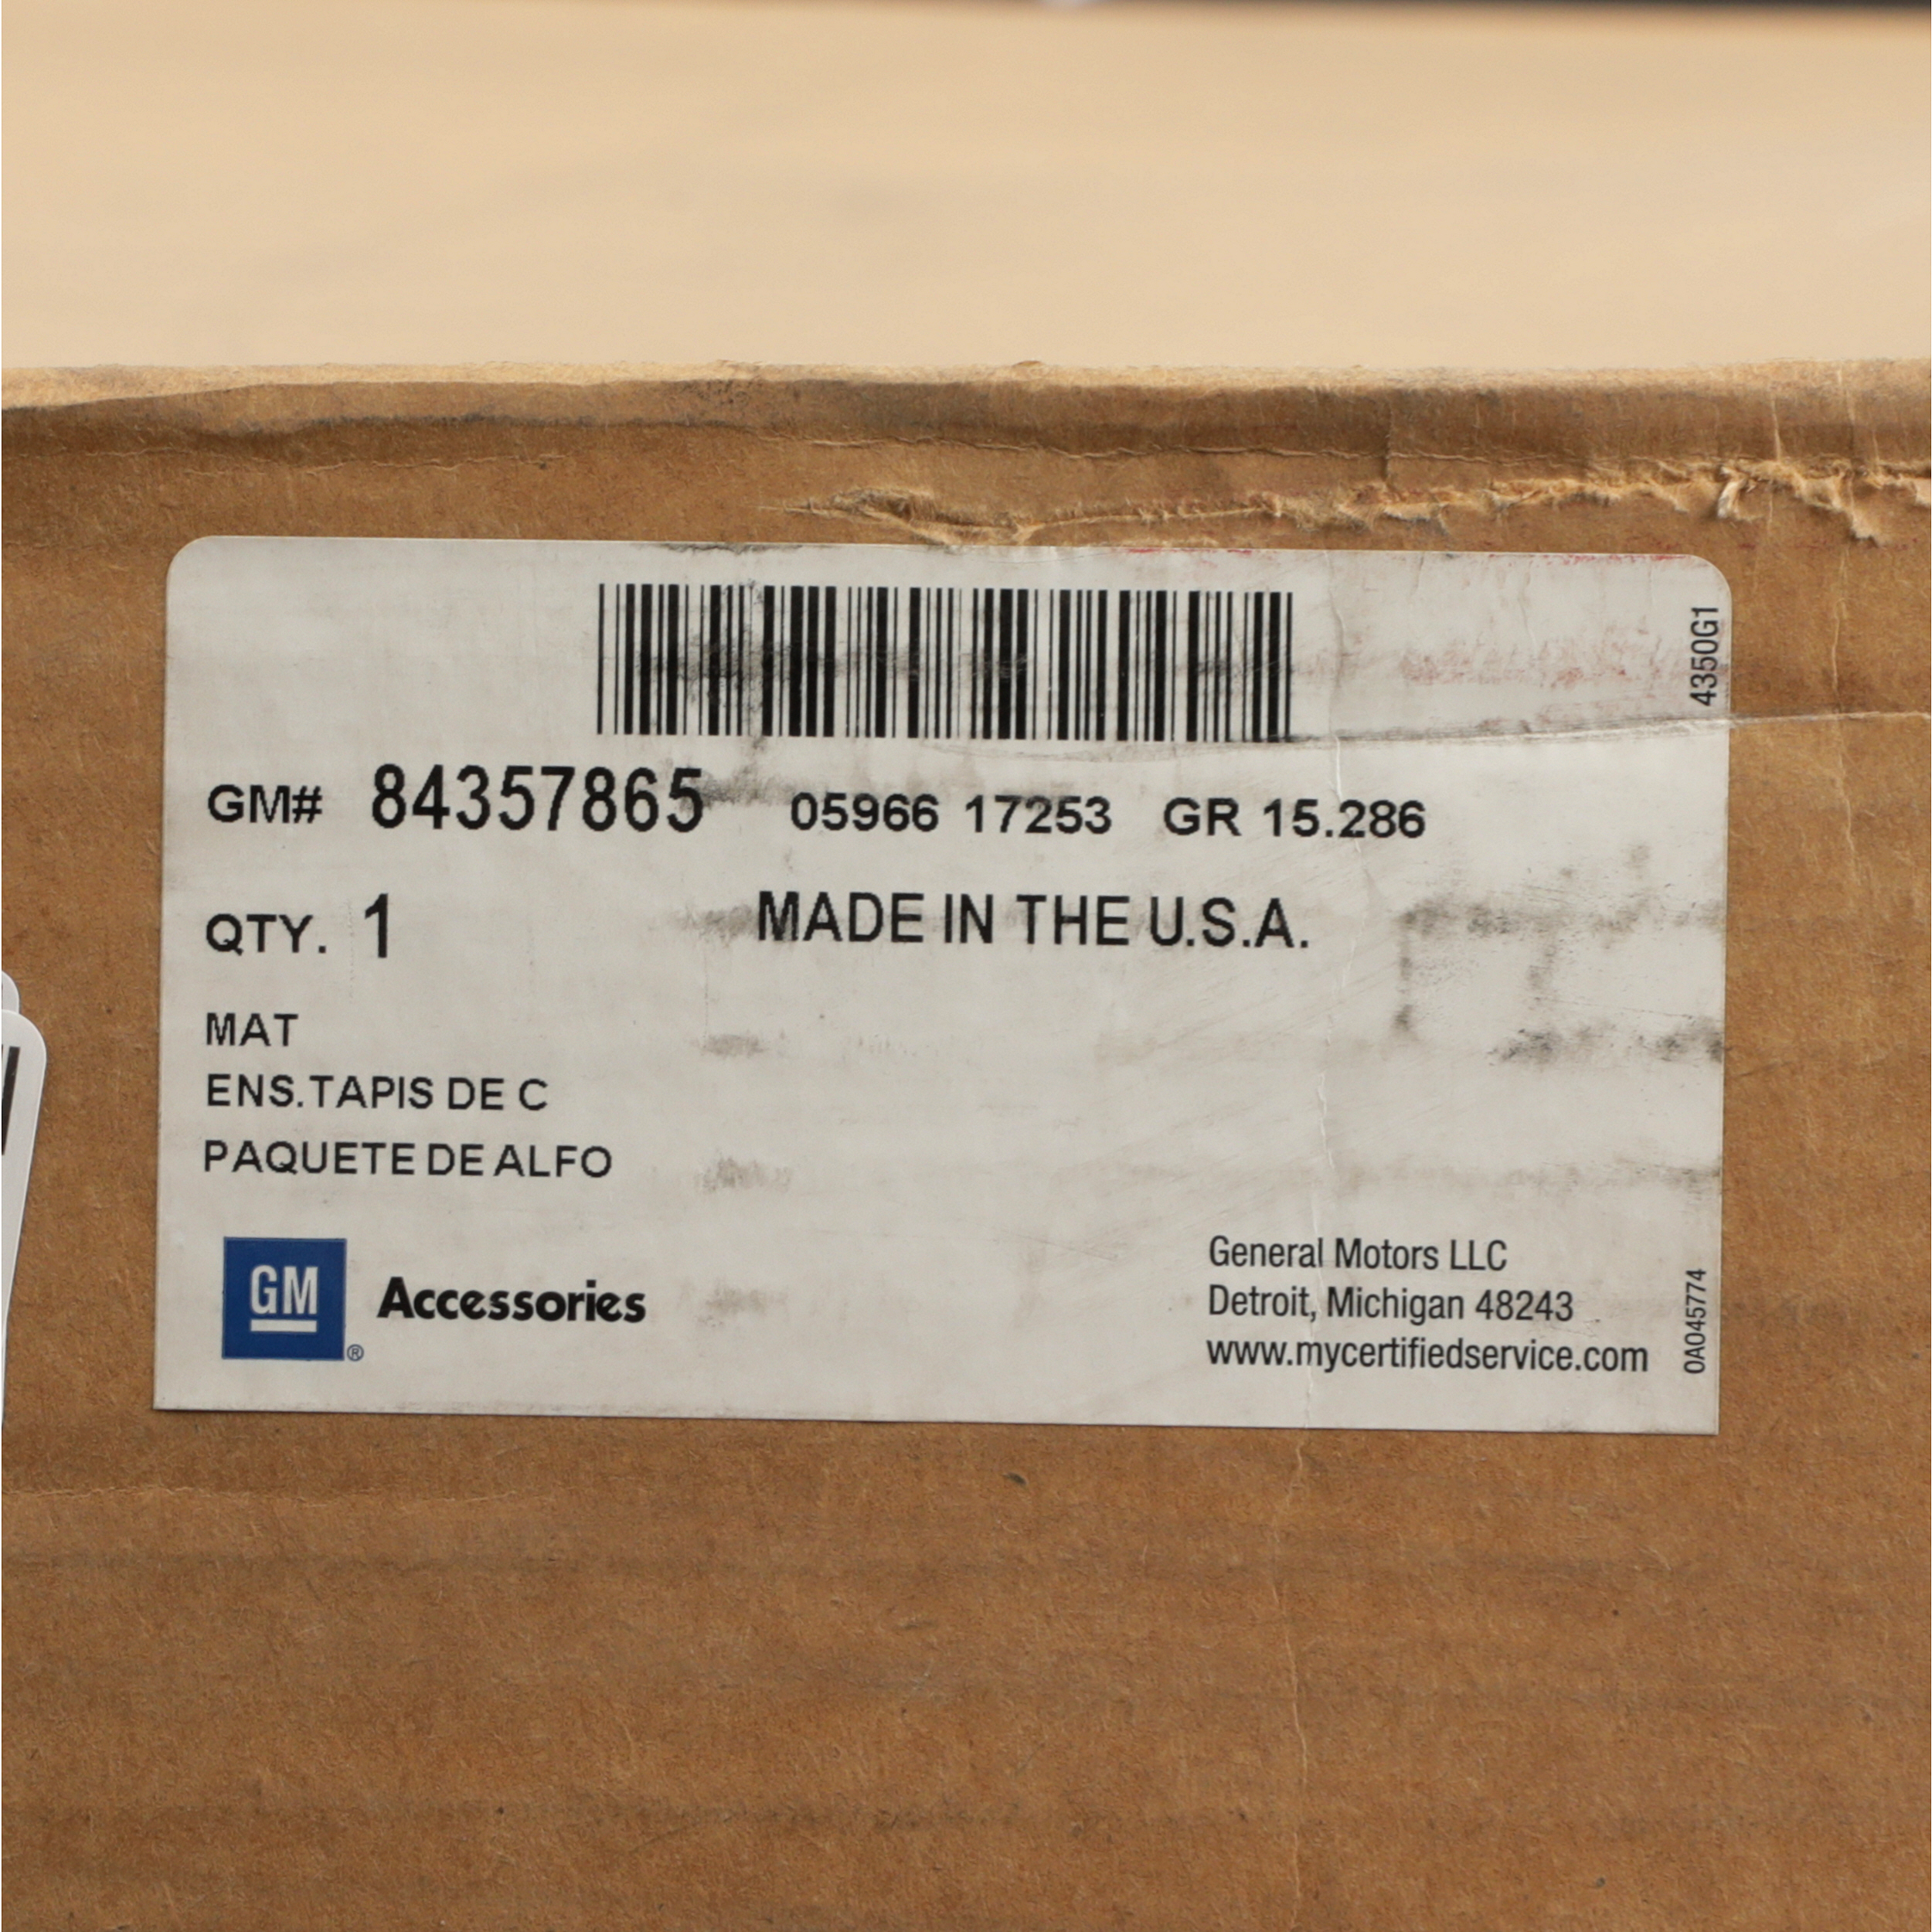 4350G1
GM# 84357865 05966 17253 GR 15.286
QTY. 1 MADE IN THE U.S.A.
MAT
ENS.TAPIS DE C
PAQUETE DE ALFO
GM ® Accessories
General Motors LLC
Detroit, Michigan 48243
www.mycertifiedservice.com
0A045774